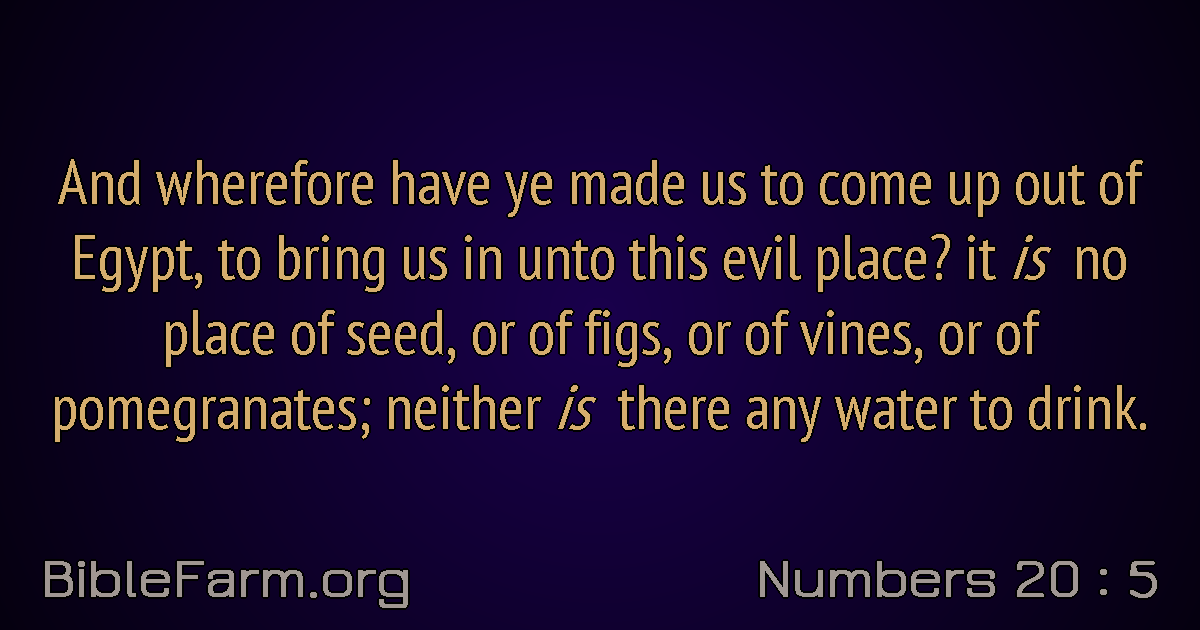 And wherefore have ye made us to come up out of
Egypt, to bring us in unto this evil place? it is no
place of seed, or of figs, or of vines, or of
pomegranates; neither is there any water to drink.
BibleFarm.org
Numbers 20 : 5